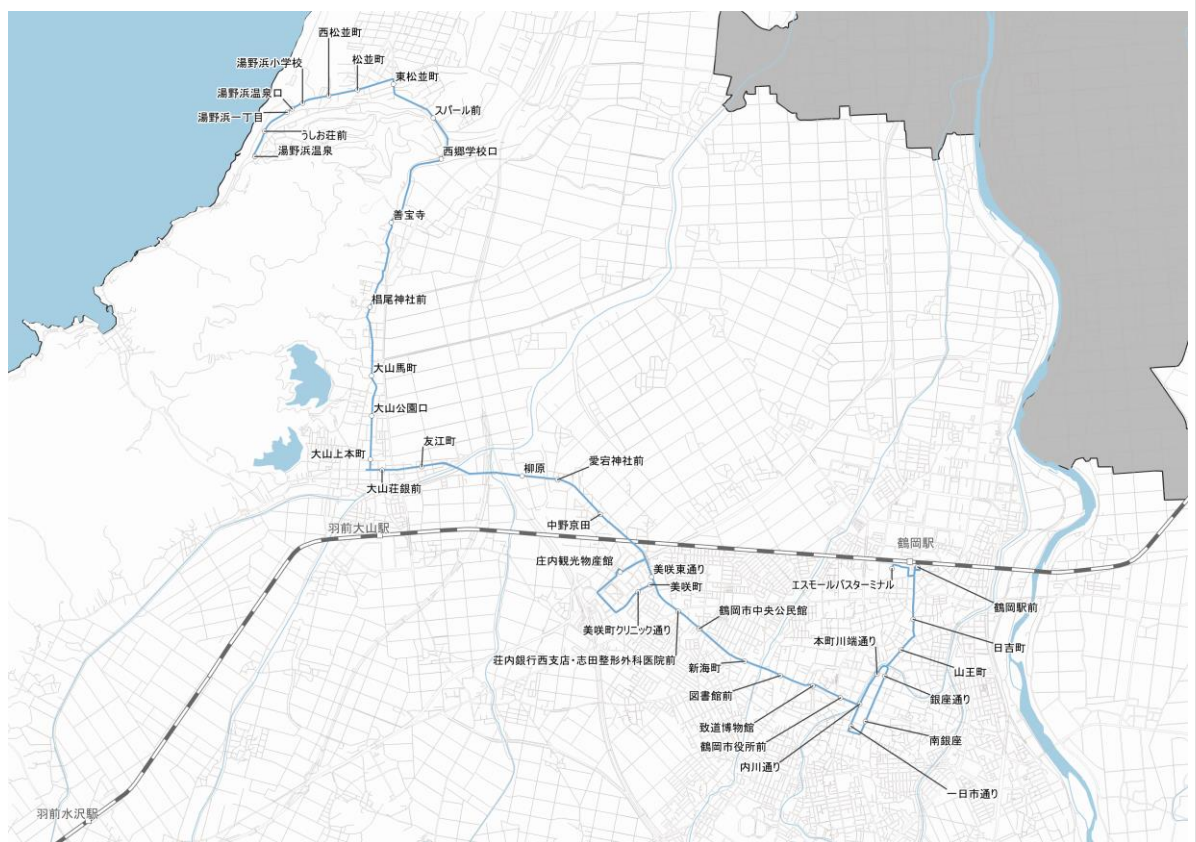 西松並町
湯野浜小学校
松並町
東松並町
湯野浜温泉口
スパール前
湯野浜一丁目
うしお荘前
湯野浜温泉
西郷学校口
善宝寺
椙尾神社前
大山馬町
大山公園口
友江町
大山上本町
愛宕神社前
柳原
大山荘銀前
中野京田
羽前大山駅
鶴岡駅
庄内観光物産館
美咲東通り
エスモールバスターミナル
美咲町
鶴岡駅前
鶴岡市中央公民館
美咲町クリニック通り
本町川端通り
日吉町
荘内銀行西支店・志田整形外科医院前
新海町
山王町
図書館前
銀座通り
致道博物館
南銀座
鶴岡市役所前
内川通り
一日市通り
羽前水沢駅